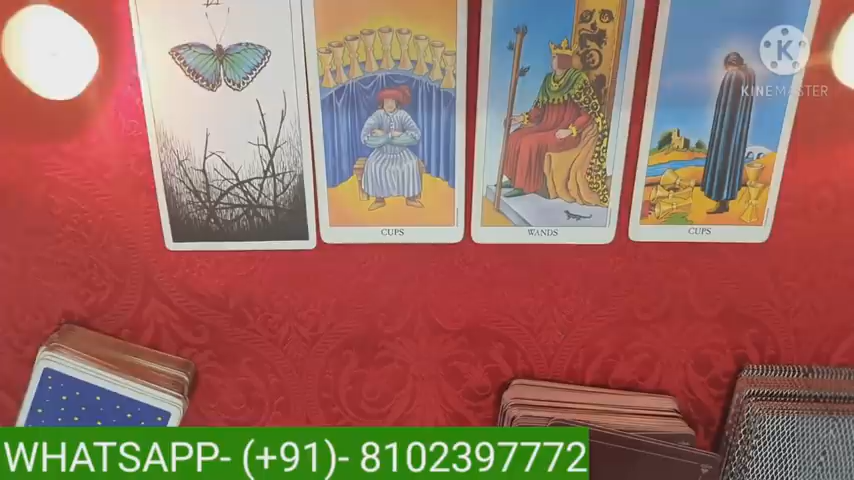 KINEMASTER
CUPS
WANDS
CUPS
WHATSAPP- (+91)- 8102397772